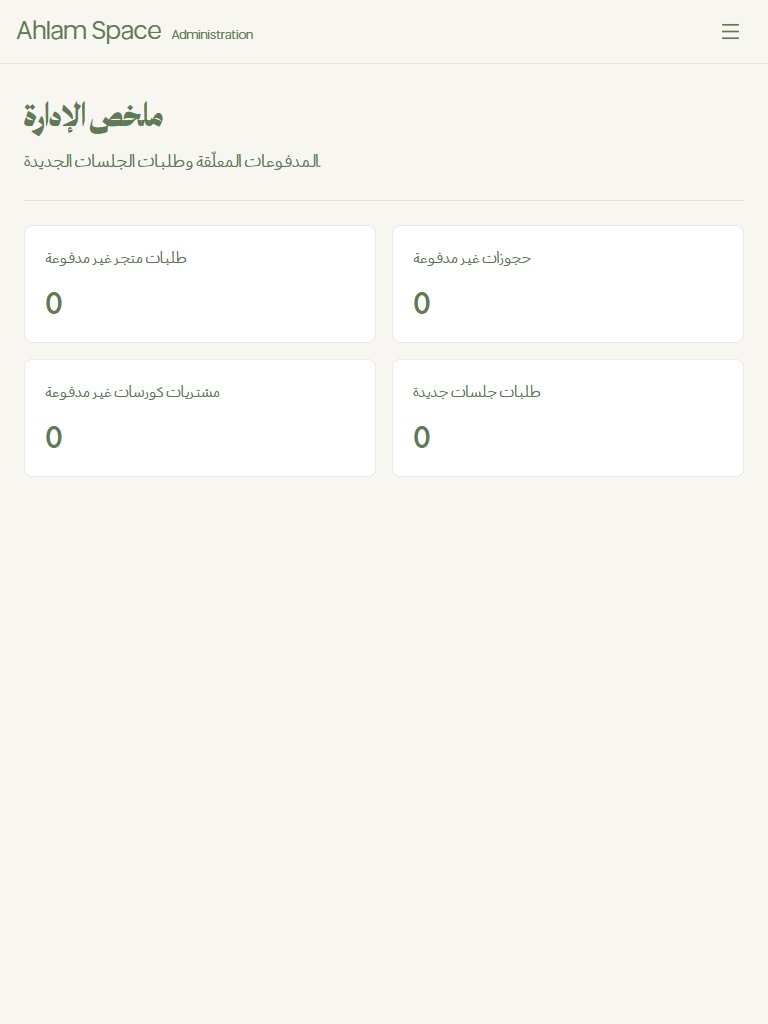 Ahlam Space Administration
ملخص الإدارة
المدفوعات المعلّقة وطلبات الجلسات الجديدة.
طلبات متجر غير مدفوعة
0
حجوزات غير مدفوعة
0
مشتريات كورسات غير مدفوعة
0
طلبات جلسات جديدة
0